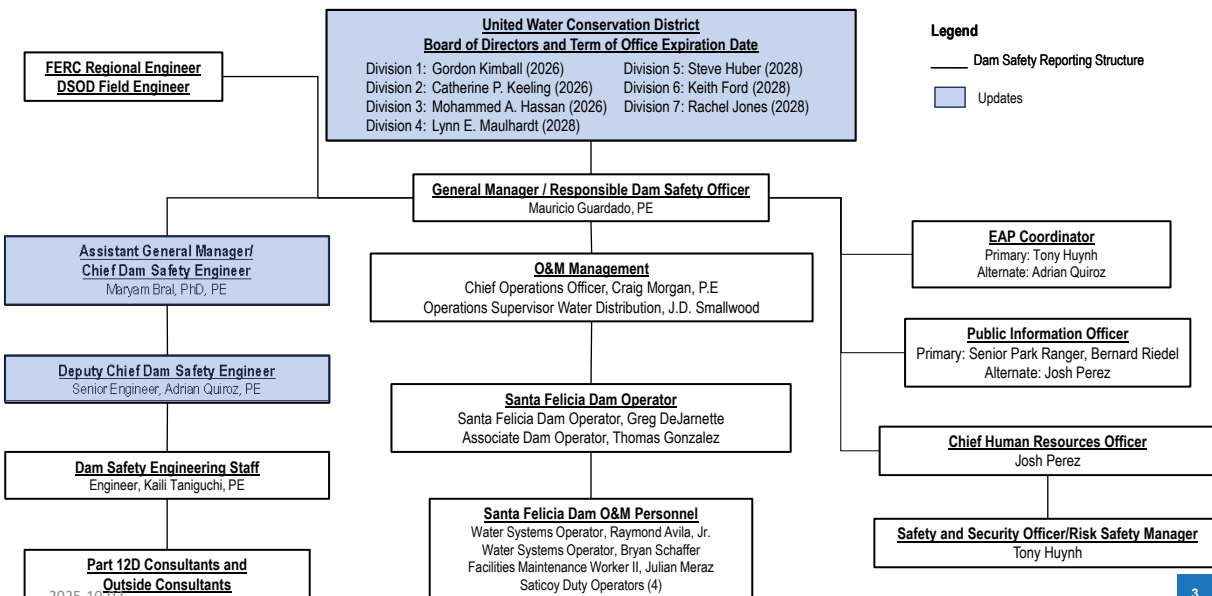 United Water Conservation District
Board of Directors and Term of Office Expiration Date
Division 1: Gordon Kimball (2026)
Division 2: Catherine P. Keeling (2026)
Division 3: Mohammed A. Hassan (2026)
Division 4: Lynn E. Maulhardt (2028)
Division 5: Steve Huber (2028)
Division 6: Keith Ford (2028)
Division 7: Rachel Jones (2028)
Legend
Dam Safety Reporting Structure
Updates
FERC Regional Engineer
DSOD Field Engineer
General Manager / Responsible Dam Safety Officer
Mauricio Guardado, PE
Assistant General Manager/
Chief Dam Safety Engineer
Maryam Bral, PhD, PE
Deputy Chief Dam Safety Engineer
Senior Engineer, Adrian Quiroz, PE
Dam Safety Engineering Staff
Engineer, Kaili Taniguchi, PE
Part 12D Consultants and
Outside Consultants
O&M Management
Chief Operations Officer, Craig Morgan, P.E
Operations Supervisor Water Distribution, J.D. Smallwood
Santa Felicia Dam Operator
Santa Felicia Dam Operator, Greg DeJarnette
Associate Dam Operator, Thomas Gonzalez
Santa Felicia Dam O&M Personnel
Water Systems Operator, Raymond Avila, Jr.
Water Systems Operator, Bryan Schaffer
Facilities Maintenance Worker II, Julian Meraz
Saticoy Duty Operators (4)
EAP Coordinator
Primary: Tony Huynh
Alternate: Adrian Quiroz
Public Information Officer
Primary: Senior Park Ranger, Bernard Riedel
Alternate: Josh Perez
Chief Human Resources Officer
Josh Perez
Safety and Security Officer/Risk Safety Manager
Tony Huynh
3